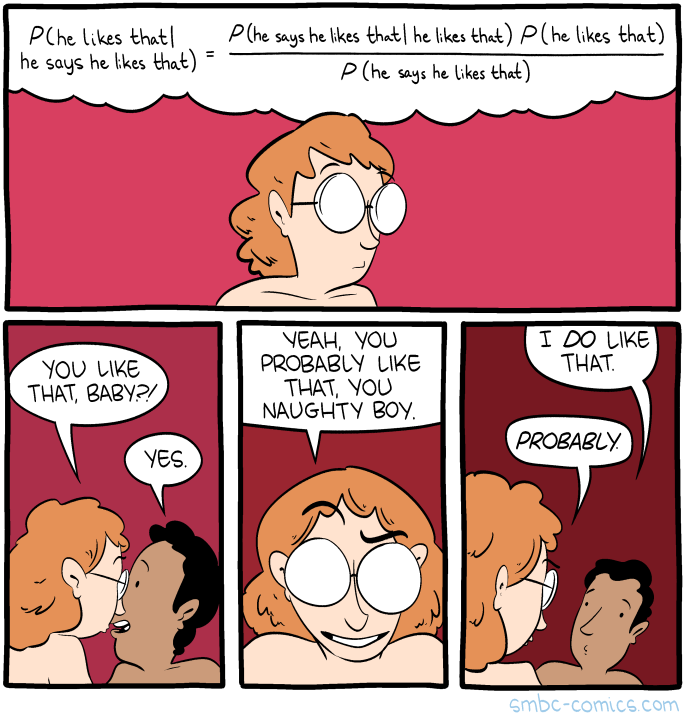 P(he likes that|
he says he likes that) =
P(he says he likes that|he likes that) P(he likes that)
P(he says he likes that)
YOU LIKE
THAT, BABY?!
YES.
YEAH, YOU
PROBABLY LIKE
THAT, YOU
NAUGHTY BOY.
I DO LIKE
THAT.
PROBABLY.
smbc-comics.com